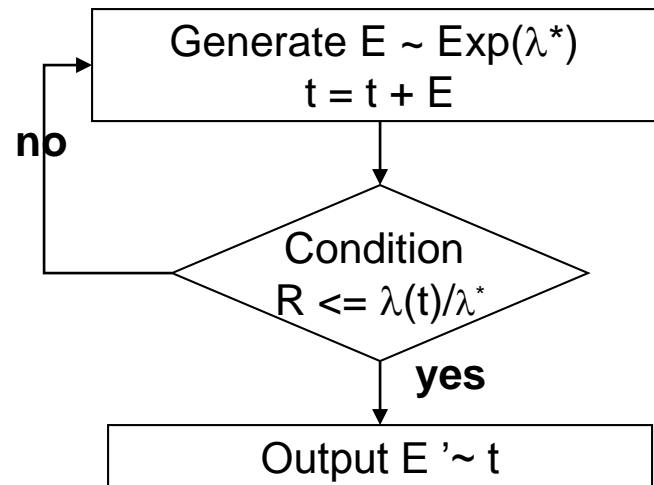 Generate E ~ Exp(λ*)
t = t + E
no
Condition
R <= λ(t)/λ*
yes
Output E ’~ t